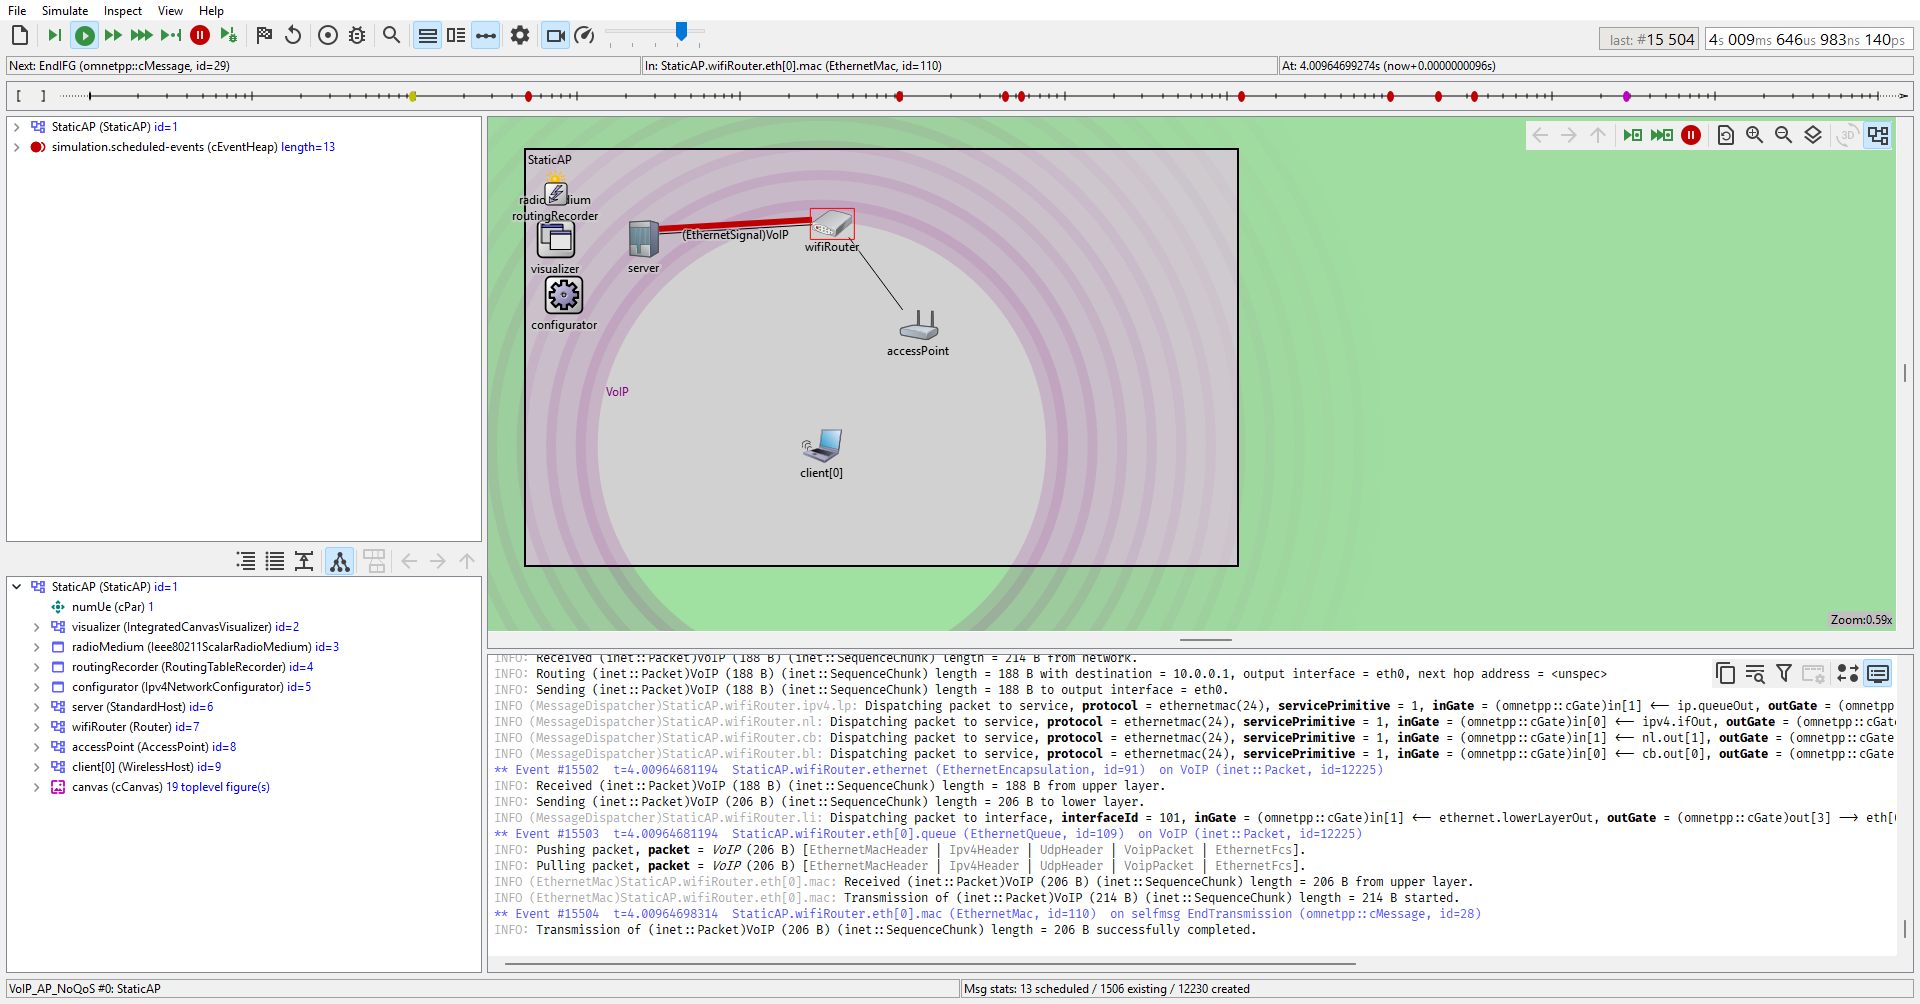 File Simulate Inspect View Help
last: #15 504 4s 009ms 646us 983ns 140ps
Next: EndIFG (omnetpp::cMessage, id=29) In: StaticAP.wifiRouter.eth[0].mac (EthernetMac, id=110) At: 4.00964699274s (now+0.0000000096s)
[ ]
StaticAP (StaticAP) id=1
simulation.scheduled-events (cEventHeap) length=13
StaticAP (StaticAP) id=1
numUe (cPar) 1
visualizer (IntegratedCanvasVisualizer) id=2
radioMedium (Ieee80211ScalarRadioMedium) id=3
routingRecorder (RoutingTableRecorder) id=4
configurator (Ipv4NetworkConfigurator) id=5
server (StandardHost) id=6
wifiRouter (Router) id=7
accessPoint (AccessPoint) id=8
client[0] (WirelessHost) id=9
canvas (cCanvas) 19 toplevel figure(s)
3D
StaticAP
routingRecorder
visualizer
configurator
server
(EthernetSignal)VoIP
wifiRouter
accessPoint
VoIP
client[0]
Zoom:0.59x
INFO: Received (inet::Packet)VoIP (188 B) (inet::SequenceChunk) length = 214 B from network.
INFO: Routing (inet::Packet)VoIP (188 B) (inet::SequenceChunk) length = 188 B with destination = 10.0.0.1, output interface = eth0, next hop address = <unspec>
INFO: Sending (inet::Packet)VoIP (188 B) (inet::SequenceChunk) length = 188 B to output interface = eth0.
INFO (MessageDispatcher)StaticAP.wifiRouter.ipv4.lp: Dispatching packet to service, protocol = ethernetmac(24), servicePrimitive = 1, inGate = (omnetpp::cGate)in[1] <-- ip.queueOut, outGate = (omnetpp
INFO (MessageDispatcher)StaticAP.wifiRouter.nl: Dispatching packet to service, protocol = ethernetmac(24), servicePrimitive = 1, inGate = (omnetpp::cGate)in[0] <-- ipv4.ifOut, outGate = (omnetpp::cGat
INFO (MessageDispatcher)StaticAP.wifiRouter.cb: Dispatching packet to service, protocol = ethernetmac(24), servicePrimitive = 1, inGate = (omnetpp::cGate)in[1] <-- nl.out[1], outGate = (omnetpp::cGate
INFO (MessageDispatcher)StaticAP.wifiRouter.bl: Dispatching packet to service, protocol = ethernetmac(24), servicePrimitive = 1, inGate = (omnetpp::cGate)in[0] <-- cb.out[0], outGate = (omnetpp::cGate
** Event #15502 t=4.00964681194 StaticAP.wifiRouter.ethernet (EthernetEncapsulation, id=91) on VoIP (inet::Packet, id=12225)
INFO: Received (inet::Packet)VoIP (188 B) (inet::SequenceChunk) length = 188 B from upper layer.
INFO: Sending (inet::Packet)VoIP (206 B) (inet::SequenceChunk) length = 206 B to lower layer.
INFO (MessageDispatcher)StaticAP.wifiRouter.li: Dispatching packet to interface, interfaceId = 101, inGate = (omnetpp::cGate)in[1] <-- ethernet.lowerLayerOut, outGate = (omnetpp::cGate)out[3] --> eth[
** Event #15503 t=4.00964681194 StaticAP.wifiRouter.eth[0].queue (EthernetQueue, id=109) on VoIP (inet::Packet, id=12225)
INFO: Pushing packet, packet = VoIP (206 B) [EthernetMacHeader | Ipv4Header | UdpHeader | VoipPacket | EthernetFcs].
INFO: Pulling packet, packet = VoIP (206 B) [EthernetMacHeader | Ipv4Header | UdpHeader | VoipPacket | EthernetFcs].
INFO (EthernetMac)StaticAP.wifiRouter.eth[0].mac: Received (inet::Packet)VoIP (206 B) (inet::SequenceChunk) length = 206 B from upper layer.
INFO (EthernetMac)StaticAP.wifiRouter.eth[0].mac: Transmission of (inet::Packet)VoIP (214 B) (inet::SequenceChunk) length = 214 B started.
** Event #15504 t=4.00964698314 StaticAP.wifiRouter.eth[0].mac (EthernetMac, id=110) on selfmsg EndTransmission (omnetpp::cMessage, id=28)
INFO: Transmission of (inet::Packet)VoIP (206 B) (inet::SequenceChunk) length = 206 B successfully completed.
VoIP_AP_NoQoS #0: StaticAP Msg stats: 13 scheduled / 1506 existing / 12230 created